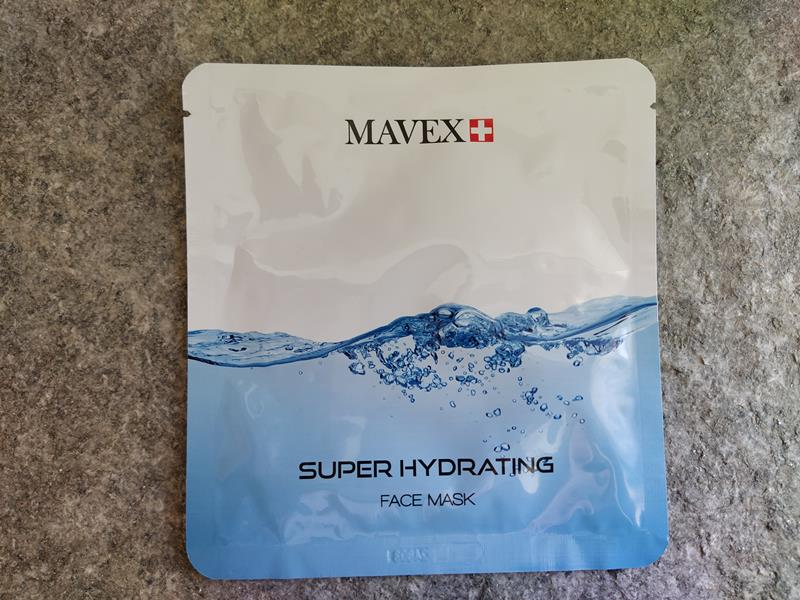 MAVEX
SUPER HYDRATING
FACE MASK